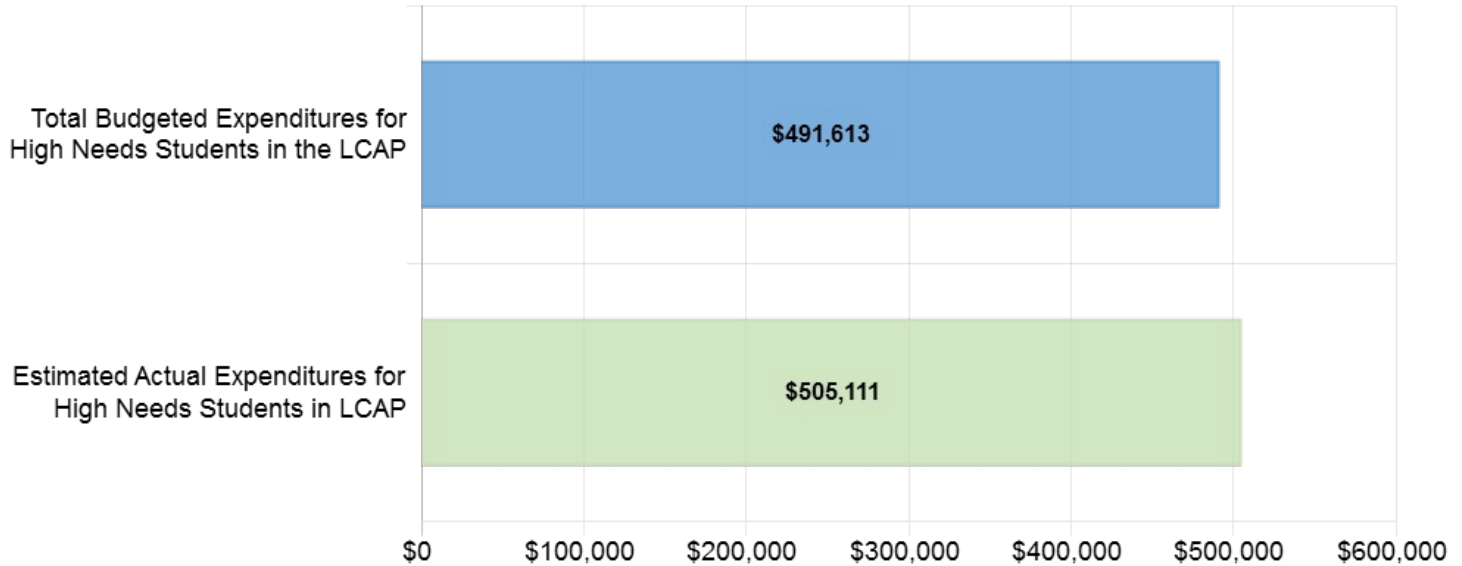 Total Budgeted Expenditures for
High Needs Students in the LCAP
$491,613
Estimated Actual Expenditures for
High Needs Students in LCAP
$505,111
$0 $100,000 $200,000 $300,000 $400,000 $500,000 $600,000